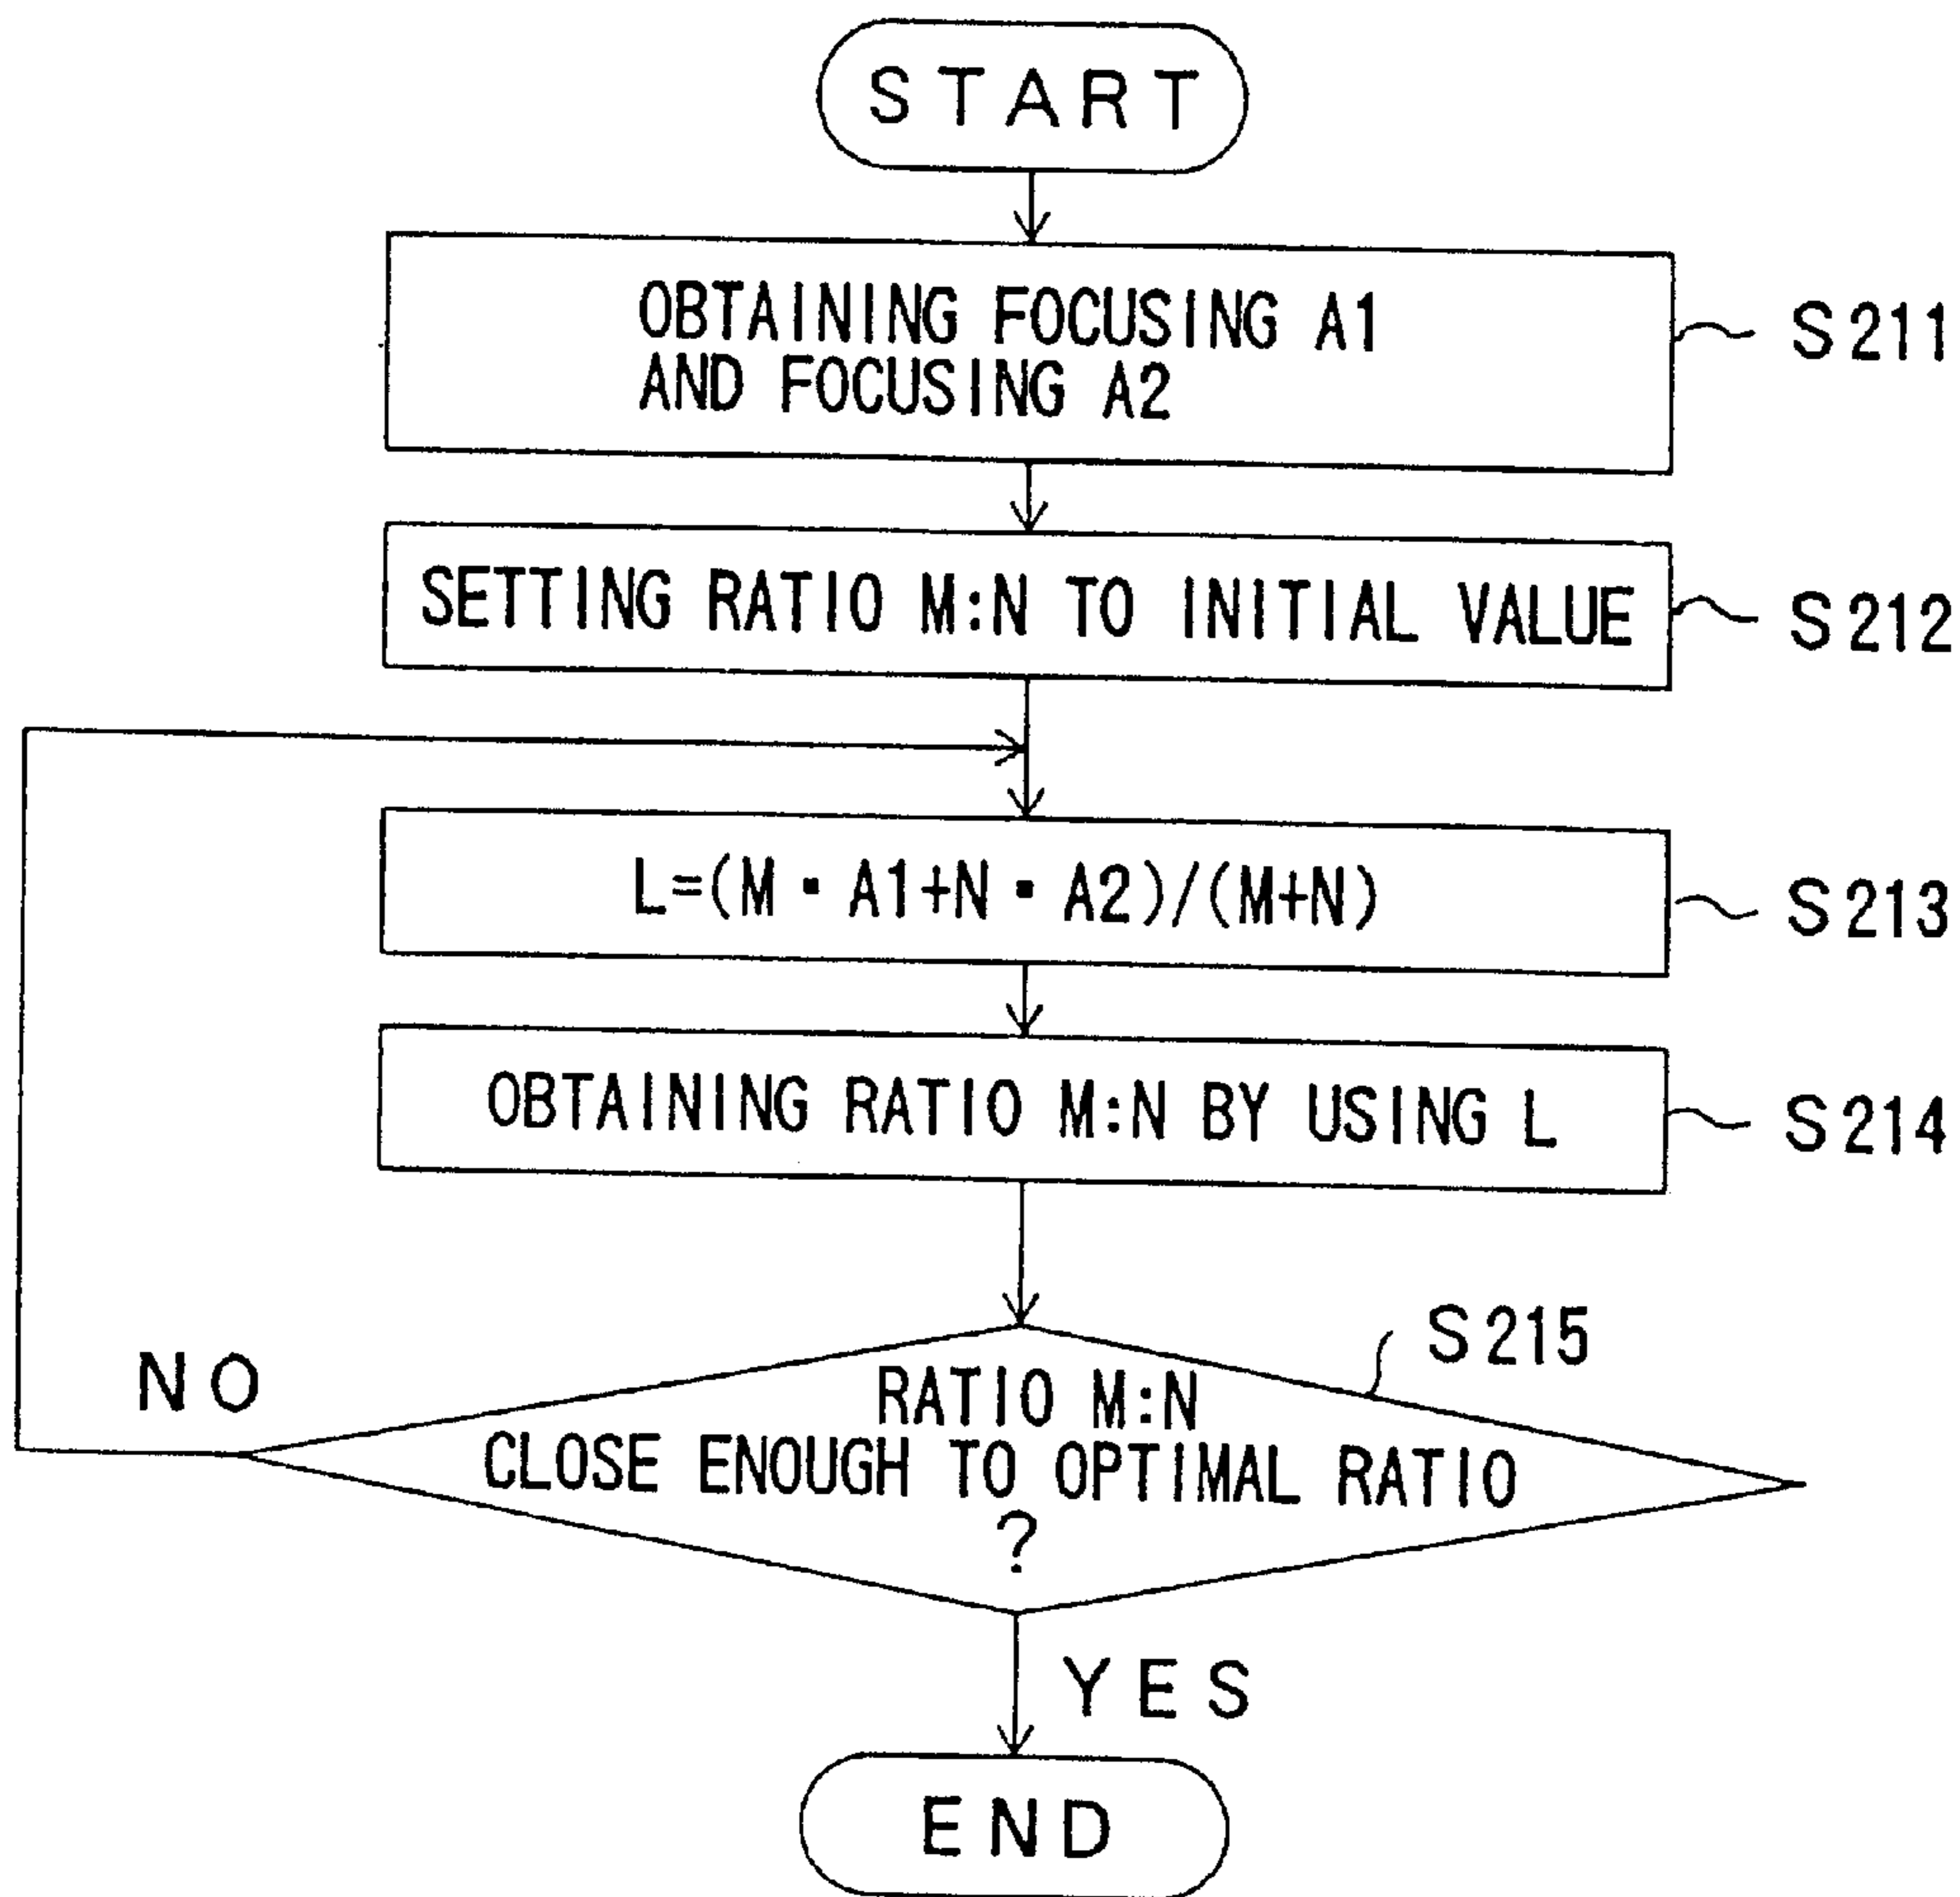 START
OBTAINING FOCUSING A1
AND FOCUSING A2
S211
SETTING RATIO M:N TO INITIAL VALUE
S212
L=(M▪A1+N▪A2)/(M+N)
S213
OBTAINING RATIO M:N BY USING L
S214
S215
RATIO M:N
CLOSE ENOUGH TO OPTIMAL RATIO
?
NO
YES
END